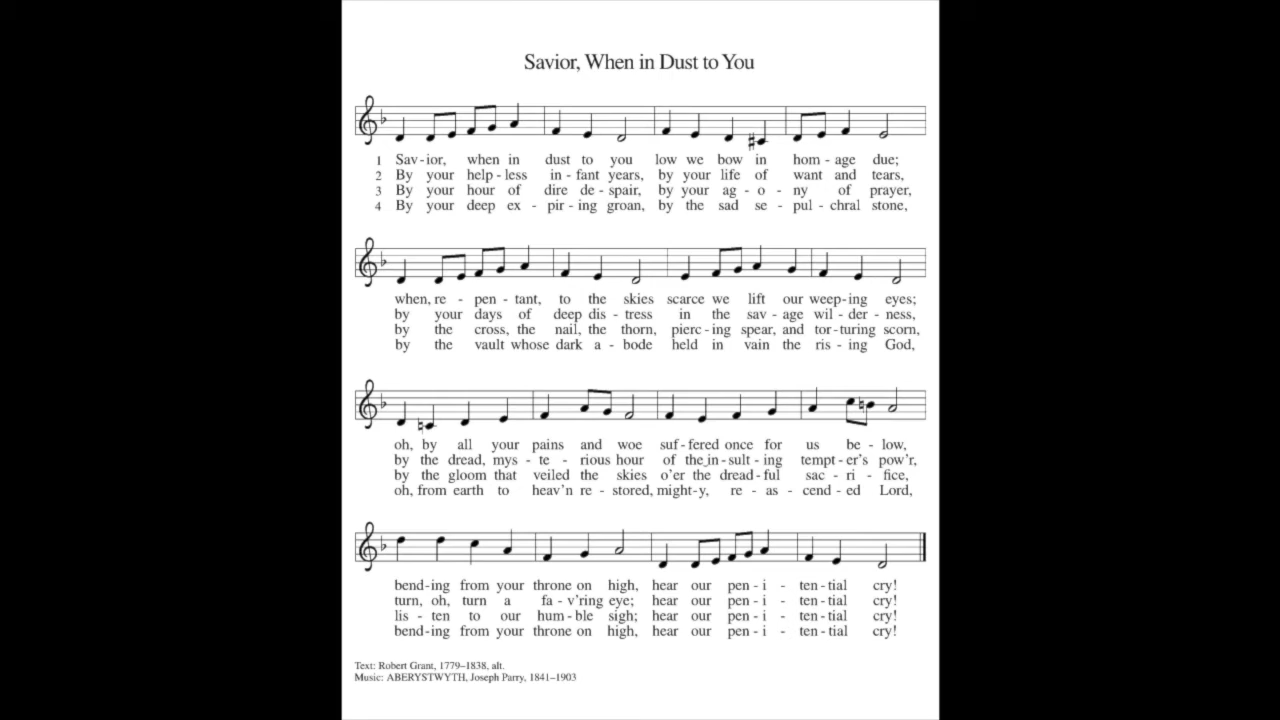 Savior, When in Dust to You
1 Sav-ior, when in dust to you low we bow in hom - age due;
2 By your help - less in - fant years, by your life of want and tears,
3 By your hour of dire de - spair, by your ag - o - ny of prayer,
4 By your deep ex - pir - ing groan, by the sad se - pul - chral stone,
when, re - pen - tant, to the skies scarce we lift our weep-ing eyes;
by your days of deep dis - tress in the sav - age wil - der - ness,
by the cross, the nail, the thorn, pierc - ing spear, and tor - turing scorn,
by the vault whose dark a - bode held in vain the ris - ing God,
oh, by all your pains and woe suf - fered once for us be - low,
by the dread, mys - te - rious hour of the in - sult - ing tempt - er's pow'r,
by the gloom that veiled the skies o'er the dread - ful sac - ri - fice,
oh, from earth to heav'n re - stored, might-y, re - as - cend - ed Lord,
bend-ing from your throne on high, hear our pen - i - ten - tial cry!
turn, oh, turn a fa - v'ring eye; hear our pen - i - ten - tial cry!
lis - ten to our hum - ble sigh; hear our pen - i - ten - tial cry!
bend-ing from your throne on high, hear our pen - i - ten - tial cry!
Text: Robert Grant, 1779–1838, alt.
Music: ABERYSTWYTH, Joseph Parry, 1841–1903